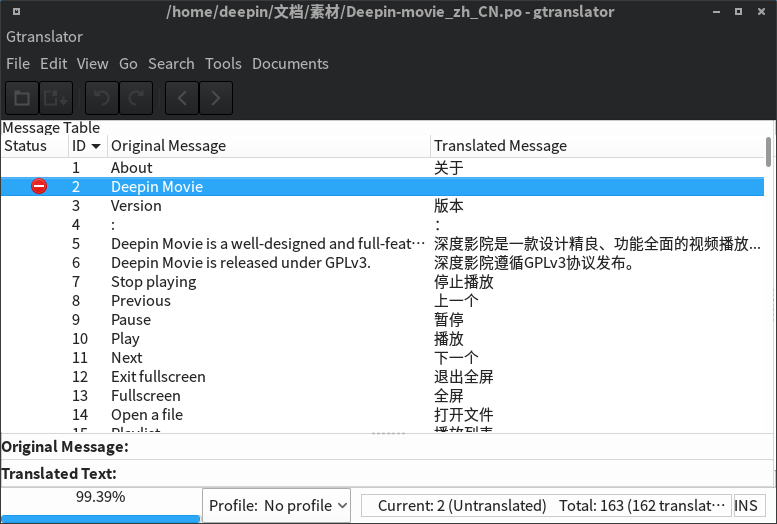 /home/deepin/文档/素材/Deepin-movie_zh_CN.po - gtranslator
Gtranslator
File Edit View Go Search Tools Documents
Message Table
Status ID Original Message Translated Message
1 About 关于
2 Deepin Movie
3 Version 版本
4 : :
5 Deepin Movie is a well-designed and full-feat··· 深度影院是一款设计精良、功能全面的视频播放...
6 Deepin Movie is released under GPLv3. 深度影院遵循GPLv3协议发布。
7 Stop playing 停止播放
8 Previous 上一个
9 Pause 暂停
10 Play 播放
11 Next 下一个
12 Exit fullscreen 退出全屏
13 Fullscreen 全屏
14 Open a file 打开文件
15 Playlist 播放列表
Original Message:
Translated Text:
99.39% Profile: No profile Current: 2 (Untranslated) Total: 163 (162 translat··· INS